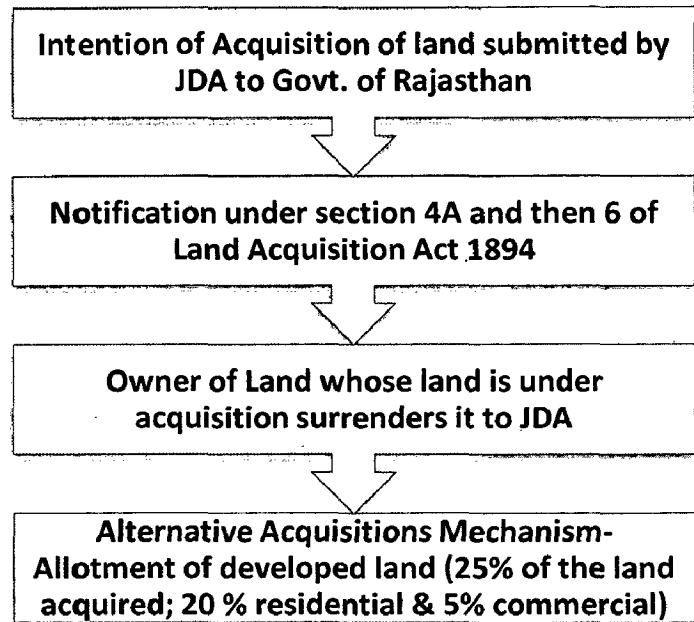 Intention of Acquisition of land submitted by
JDA to Govt. of Rajasthan
Notification under section 4A and then 6 of
Land Acquisition Act 1894
Owner of Land whose land is under
acquisition surrenders it to JDA
Alternative Acquisitions Mechanism-
Allotment of developed land (25% of the land
acquired; 20 % residential & 5% commercial)